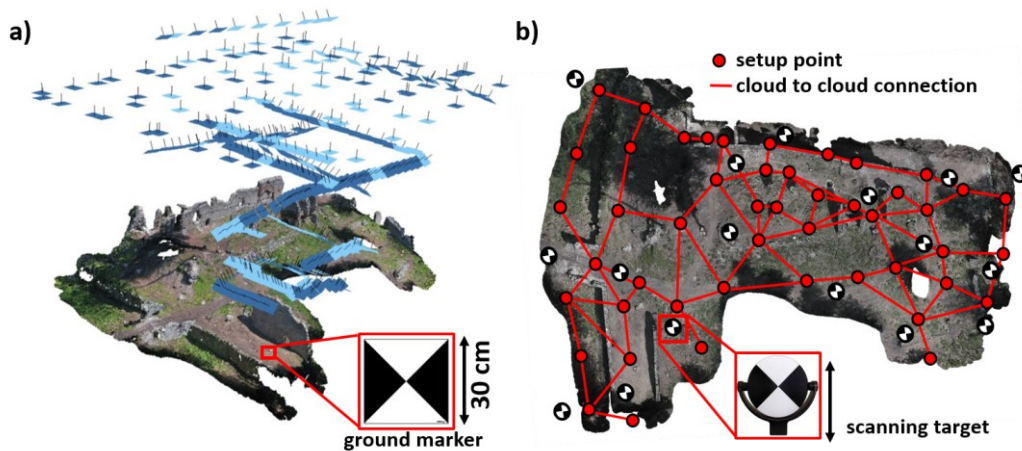 a)
30 cm
ground marker
b)
setup point
cloud to cloud connection
scanning target